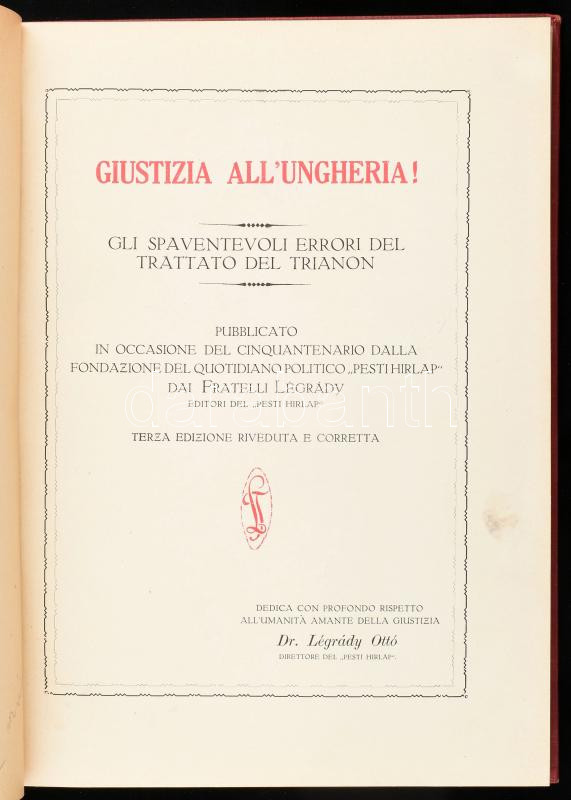 GIUSTIZIA ALL'UNGHERIA!
GLI SPAVENTEVOLI ERRORI DEL
TRATTATO DEL TRIANON
PUBBLICATO
IN OCCASIONE DEL CINQUANTENARIO DALLA
FONDAZIONE DEL QUOTIDIANO POLITICO „PESTI HIRLAP“
DAI FRATELLI LÉGRÁDY
EDITORI DEL „PESTI HIRLAP“
darabanth
TERZA EDIZIONE RIVEDUTA E CORRETTA
DEDICA CON PROFONDO RISPETTO
ALL'UMANITÀ AMANTE DELLA GIUSTIZIA
Dr. Légrády Ottó
DIRETTORE DEL „PESTI HIRLAP“.